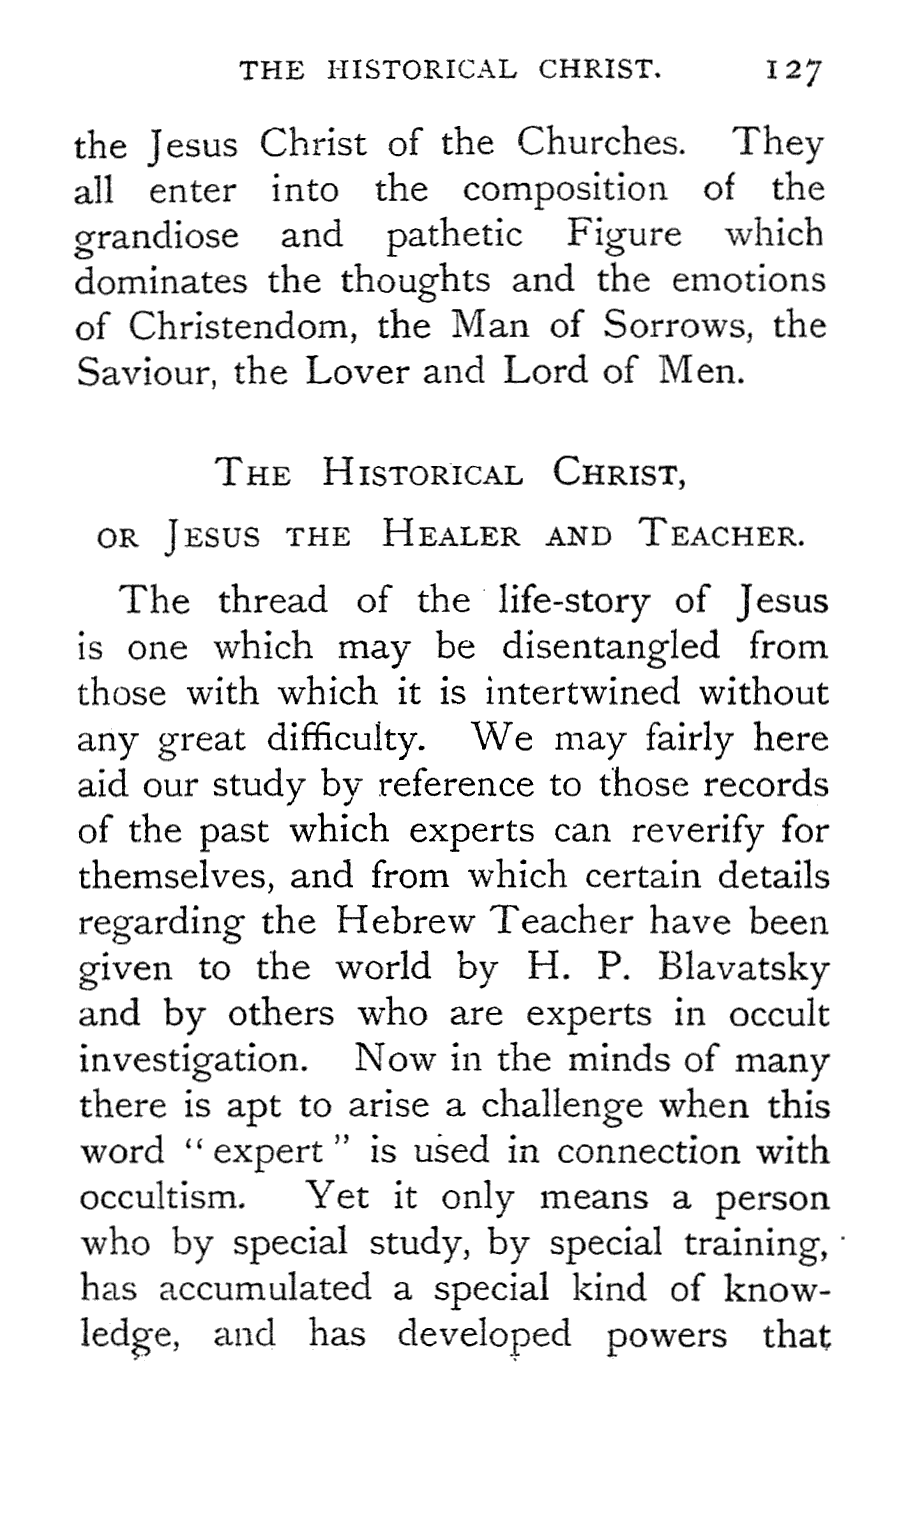 THE HISTORICAL CHRIST. 127
the Jesus Christ of the Churches. They
all enter into the composition of the
grandiose and pathetic Figure which
dominates the thoughts and the emotions
of Christendom, the Man of Sorrows, the
Saviour, the Lover and Lord of Men.
THE HISTORICAL CHRIST,
OR JESUS THE HEALER AND TEACHER.
The thread of the life-story of Jesus
is one which may be disentangled from
those with which it is intertwined without
any great difficulty. We may fairly here
aid our study by reference to those records
of the past which experts can reverify for
themselves, and from which certain details
regarding the Hebrew Teacher have been
given to the world by H. P. Blavatsky
and by others who are experts in occult
investigation. Now in the minds of many
there is apt to arise a challenge when this
word “ expert ” is used in connection with
occultism. Yet it only means a person
who by special study, by special training,
has accumulated a special kind of know-
ledge, and has developed powers that